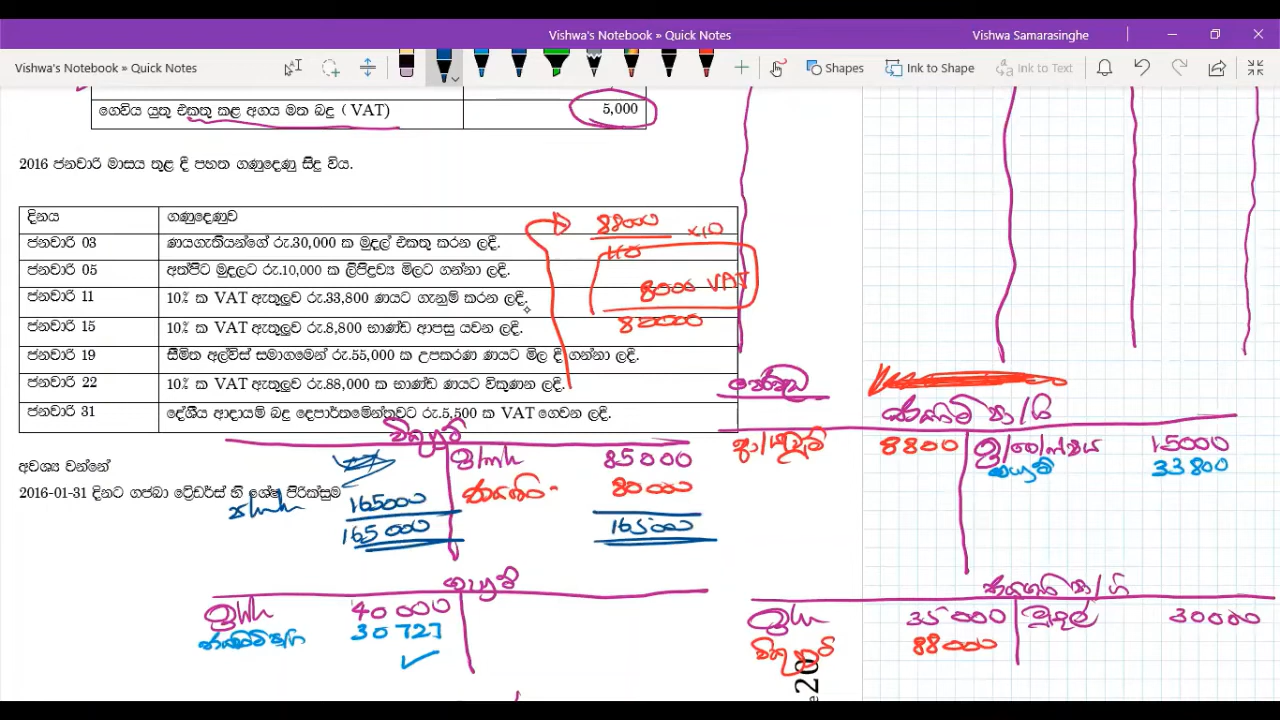 Vishwa's Notebook » Quick Notes
Vishwa Samarasinghe
Vishwa's Notebook » Quick Notes
Shapes
Ink to Shape
Ink to Text
ගෙවිය යුතු එකතු කළ අගය මත බදු ( VAT)
5,000
2016 ජනවාරි මාසය තුළ දී පහත ගණුදෙණු සිදු විය.
දිනය ගණුදෙණුව
ජනවාරි 03 ණයගැතියන්ගේ රු.30,000 ක මුදල් එකතු කරන ලදී.
ජනවාරි 05 අත්පිට මුදලට රු.10,000 ක ලිපිද්‍රව්‍ය මිලට ගන්නා ලදී.
ජනවාරි 11 10% ක VAT ඇතුලුව රු.33,800 ණයට ගැනුම් කරන ලදී.
ජනවාරි 15 10% ක VAT ඇතුලුව රු.8,800 භාණ්ඩ ආපසු යවන ලදි.
ජනවාරි 19 සීමිත අල්විස් සමාගමෙන් රු.55,000 ක උපකරණ ණයට මිල දී ගන්නා ලදි.
ජනවාරි 22 10% ක VAT ඇතුලුව රු.88,000 ක භාණ්ඩ ණයට විකුණන ලදි.
ජනවාරි 31 දේශීය ආදායම් බදු දෙපාර්තමේන්තුවට රු.5,500 ක VAT ගෙවන ලදි.
88000 x10
110
8000 VAT
80000
අවශ්‍ය වන්නේ
2016-01-31 දිනට ගජබා ට්‍රේඩර්ස් හි ශේෂ පිරික්සුම
විකුණුම්
85000
165000
80000
165000
165000
8800
15000
33800
ගැනුම්
40000
30727
35000
මුදල්
30000
විකුණුම්
88000
20